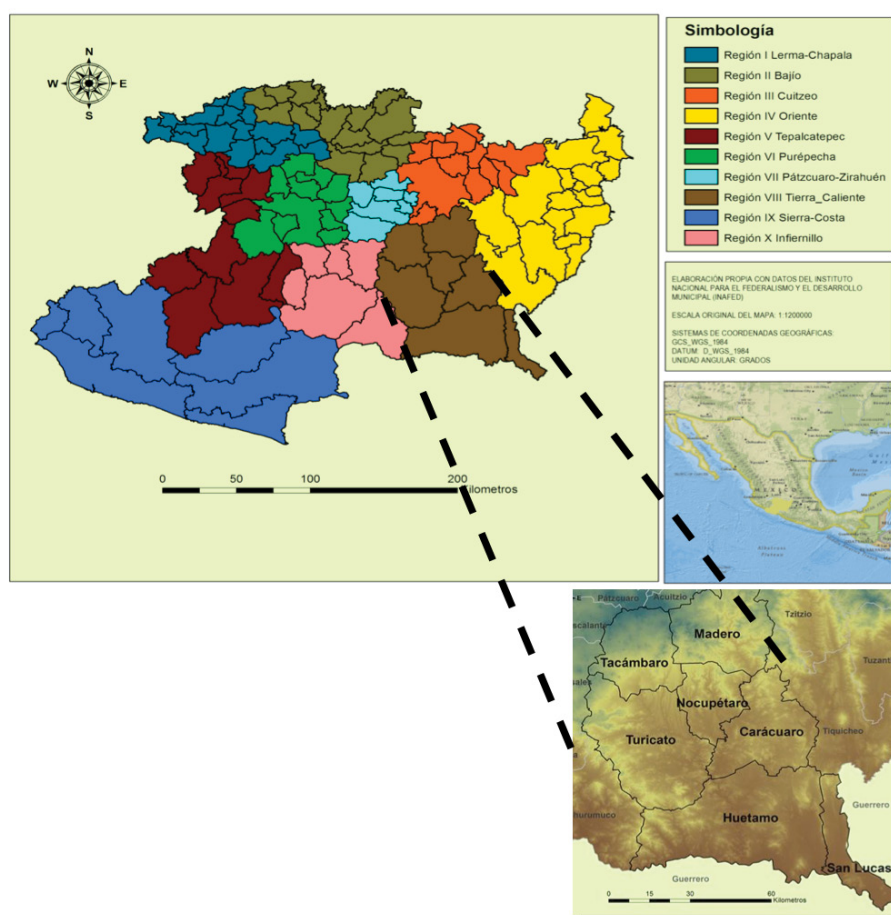 N
W
E
S
Simbología
Región I Lerma-Chapala
Región II Bajío
Región III Cuitzeo
Región IV Oriente
Región V Tepalcatepec
Región VI Purépecha
Región VII Pátzcuaro-Zirahuén
Región VIII Tierra_Caliente
Región IX Sierra-Costa
Región X Infiernillo
ELABORACIÓN PROPIA CON DATOS DEL INSTITUTO
NACIONAL PARA EL FEDERALISMO Y EL DESARROLLO
MUNICIPAL (INAFED)
ESCALA ORIGINAL DEL MAPA: 1:1200000
SISTEMAS DE COORDENADAS GEOGRÁFICAS:
GCS_WGS_1984
DATUM: D_WGS_1984
UNIDAD ANGULAR: GRADOS
0 50 100 200
Kilometros
MÉXICO
E
Pátzcuaro
Acuitzio
Tzitzio
Madero
Tacámbaro
Tuzant
Nocupétaro
Turicato
Carácuaro
Tiquicheo
Guerrero
Huetamo
Guerrero
San Lucas
0 15 30 60
Kilometros